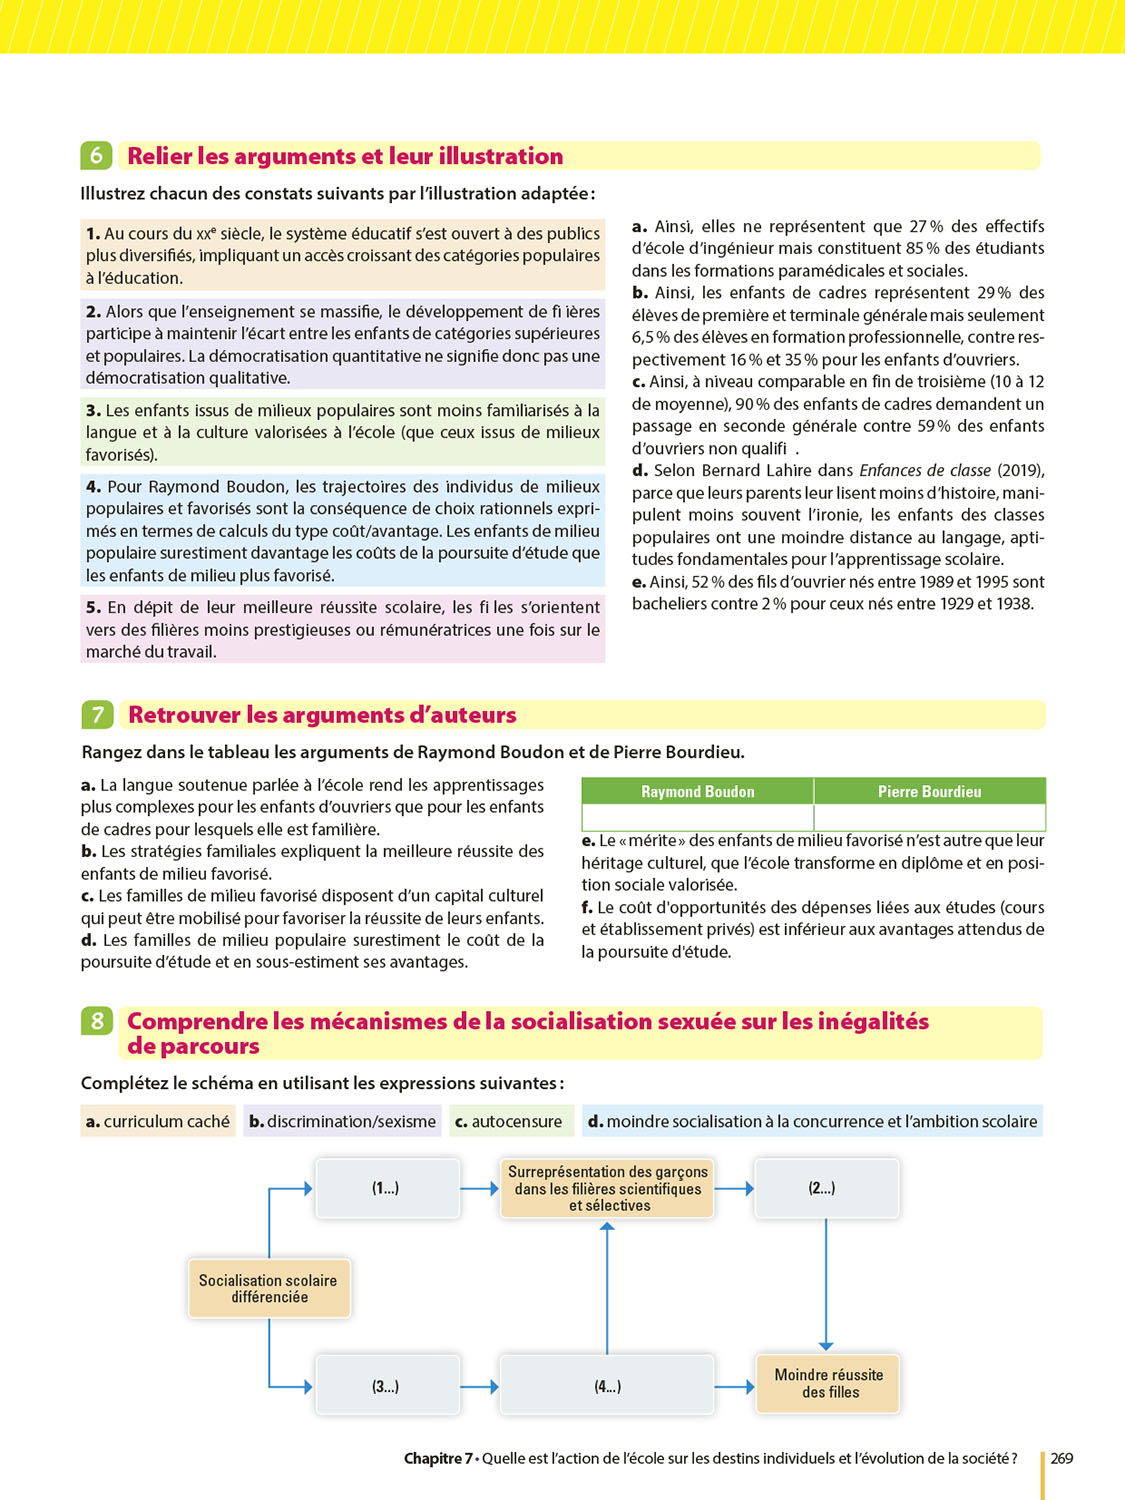 6 Relier les arguments et leur illustration
Illustrez chacun des constats suivants par l’illustration adaptée :
1. Au cours du XXe siècle, le système éducatif s’est ouvert à des publics
plus diversifiés, impliquant un accès croissant des catégories populaires
à l’éducation.
2. Alors que l’enseignement se massifie, le développement de fi ières
participe à maintenir l’écart entre les enfants de catégories supérieures
et populaires. La démocratisation quantitative ne signifie donc pas une
démocratisation qualitative.
3. Les enfants issus de milieux populaires sont moins familiarisés à la
langue et à la culture valorisées à l’école (que ceux issus de milieux
favorisés).
4. Pour Raymond Boudon, les trajectoires des individus de milieux
populaires et favorisés sont la conséquence de choix rationnels expri-
més en termes de calculs du type coût/avantage. Les enfants de milieu
populaire surestiment davantage les coûts de la poursuite d’étude que
les enfants de milieu plus favorisé.
5. En dépit de leur meilleure réussite scolaire, les fi les s’orientent
vers des filières moins prestigieuses ou rémunératrices une fois sur le
marché du travail.
a. Ainsi, elles ne représentent que 27 % des effectifs
d’école d’ingénieur mais constituent 85 % des étudiants
dans les formations paramédicales et sociales.
b. Ainsi, les enfants de cadres représentent 29 % des
élèves de première et terminale générale mais seulement
6,5 % des élèves en formation professionnelle, contre res-
pectivement 16 % et 35 % pour les enfants d’ouvriers.
c. Ainsi, à niveau comparable en fin de troisième (10 à 12
de moyenne), 90 % des enfants de cadres demandent un
passage en seconde générale contre 59 % des enfants
d’ouvriers non qualifi .
d. Selon Bernard Lahire dans Enfances de classe (2019),
parce que leurs parents leur lisent moins d’histoire, mani-
pulent moins souvent l’ironie, les enfants des classes
populaires ont une moindre distance au langage, apti-
tudes fondamentales pour l’apprentissage scolaire.
e. Ainsi, 52 % des fils d’ouvrier nés entre 1989 et 1995 sont
bacheliers contre 2 % pour ceux nés entre 1929 et 1938.
7 Retrouver les arguments d’auteurs
Rangez dans le tableau les arguments de Raymond Boudon et de Pierre Bourdieu.
a. La langue soutenue parlée à l’école rend les apprentissages
plus complexes pour les enfants d’ouvriers que pour les enfants
de cadres pour lesquels elle est familière.
b. Les stratégies familiales expliquent la meilleure réussite des
enfants de milieu favorisé.
c. Les familles de milieu favorisé disposent d’un capital culturel
qui peut être mobilisé pour favoriser la réussite de leurs enfants.
d. Les familles de milieu populaire surestiment le coût de la
poursuite d’étude et en sous-estiment ses avantages.
Raymond Boudon Pierre Bourdieu
e. Le « mérite » des enfants de milieu favorisé n’est autre que leur
héritage culturel, que l’école transforme en diplôme et en posi-
tion sociale valorisée.
f. Le coût d'opportunités des dépenses liées aux études (cours
et établissement privés) est inférieur aux avantages attendus de
la poursuite d'étude.
8 Comprendre les mécanismes de la socialisation sexuée sur les inégalités
de parcours
Complétez le schéma en utilisant les expressions suivantes :
a. curriculum caché b. discrimination/sexisme c. autocensure d. moindre socialisation à la concurrence et l’ambition scolaire
(1...)
Surreprésentation des garçons
dans les filières scientifiques
et sélectives
(2...)
Socialisation scolaire
différenciée
(3...)
(4...)
Moindre réussite
des filles
Chapitre 7 • Quelle est l’action de l’école sur les destins individuels et l’évolution de la société ? 269